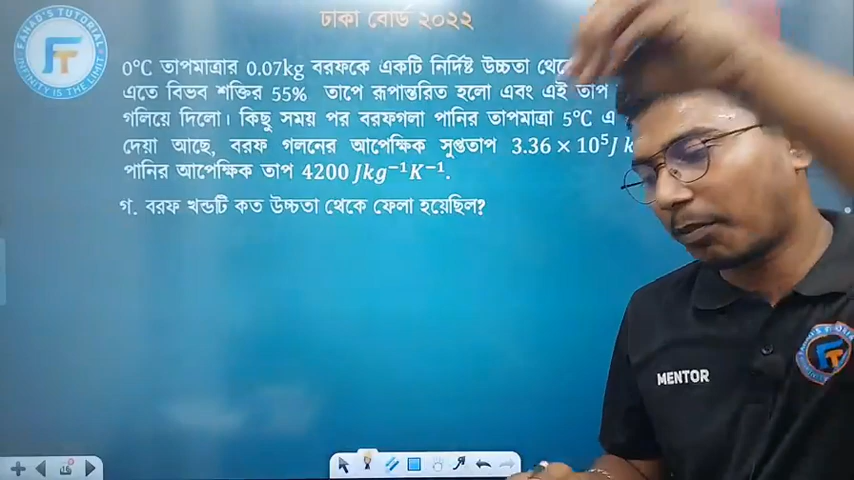 ঢাকা বোর্ড ২০২২
FAHAD'S TUTORIAL
FT
INFINITY IS THE LIMIT
0°C তাপমাত্রার 0.07kg বরফকে একটি নির্দিষ্ট উচ্চতা
এতে বিভব শক্তির 55% তাপে রূপান্তরিত হলো এবং এই তাপ
গলিয়ে দিলো। কিছু সময় পর বরফগলা পানির তাপমাত্রা 5°C
দেয়া আছে, বরফ গলনের আপেক্ষিক সুপ্ততাপ 3.36 × 10⁵J
পানির আপেক্ষিক তাপ 4200 Jkg⁻¹K⁻¹.
গ. বরফ খন্ডটি কত উচ্চতা থেকে ফেলা হয়েছিল?
MENTOR
FT